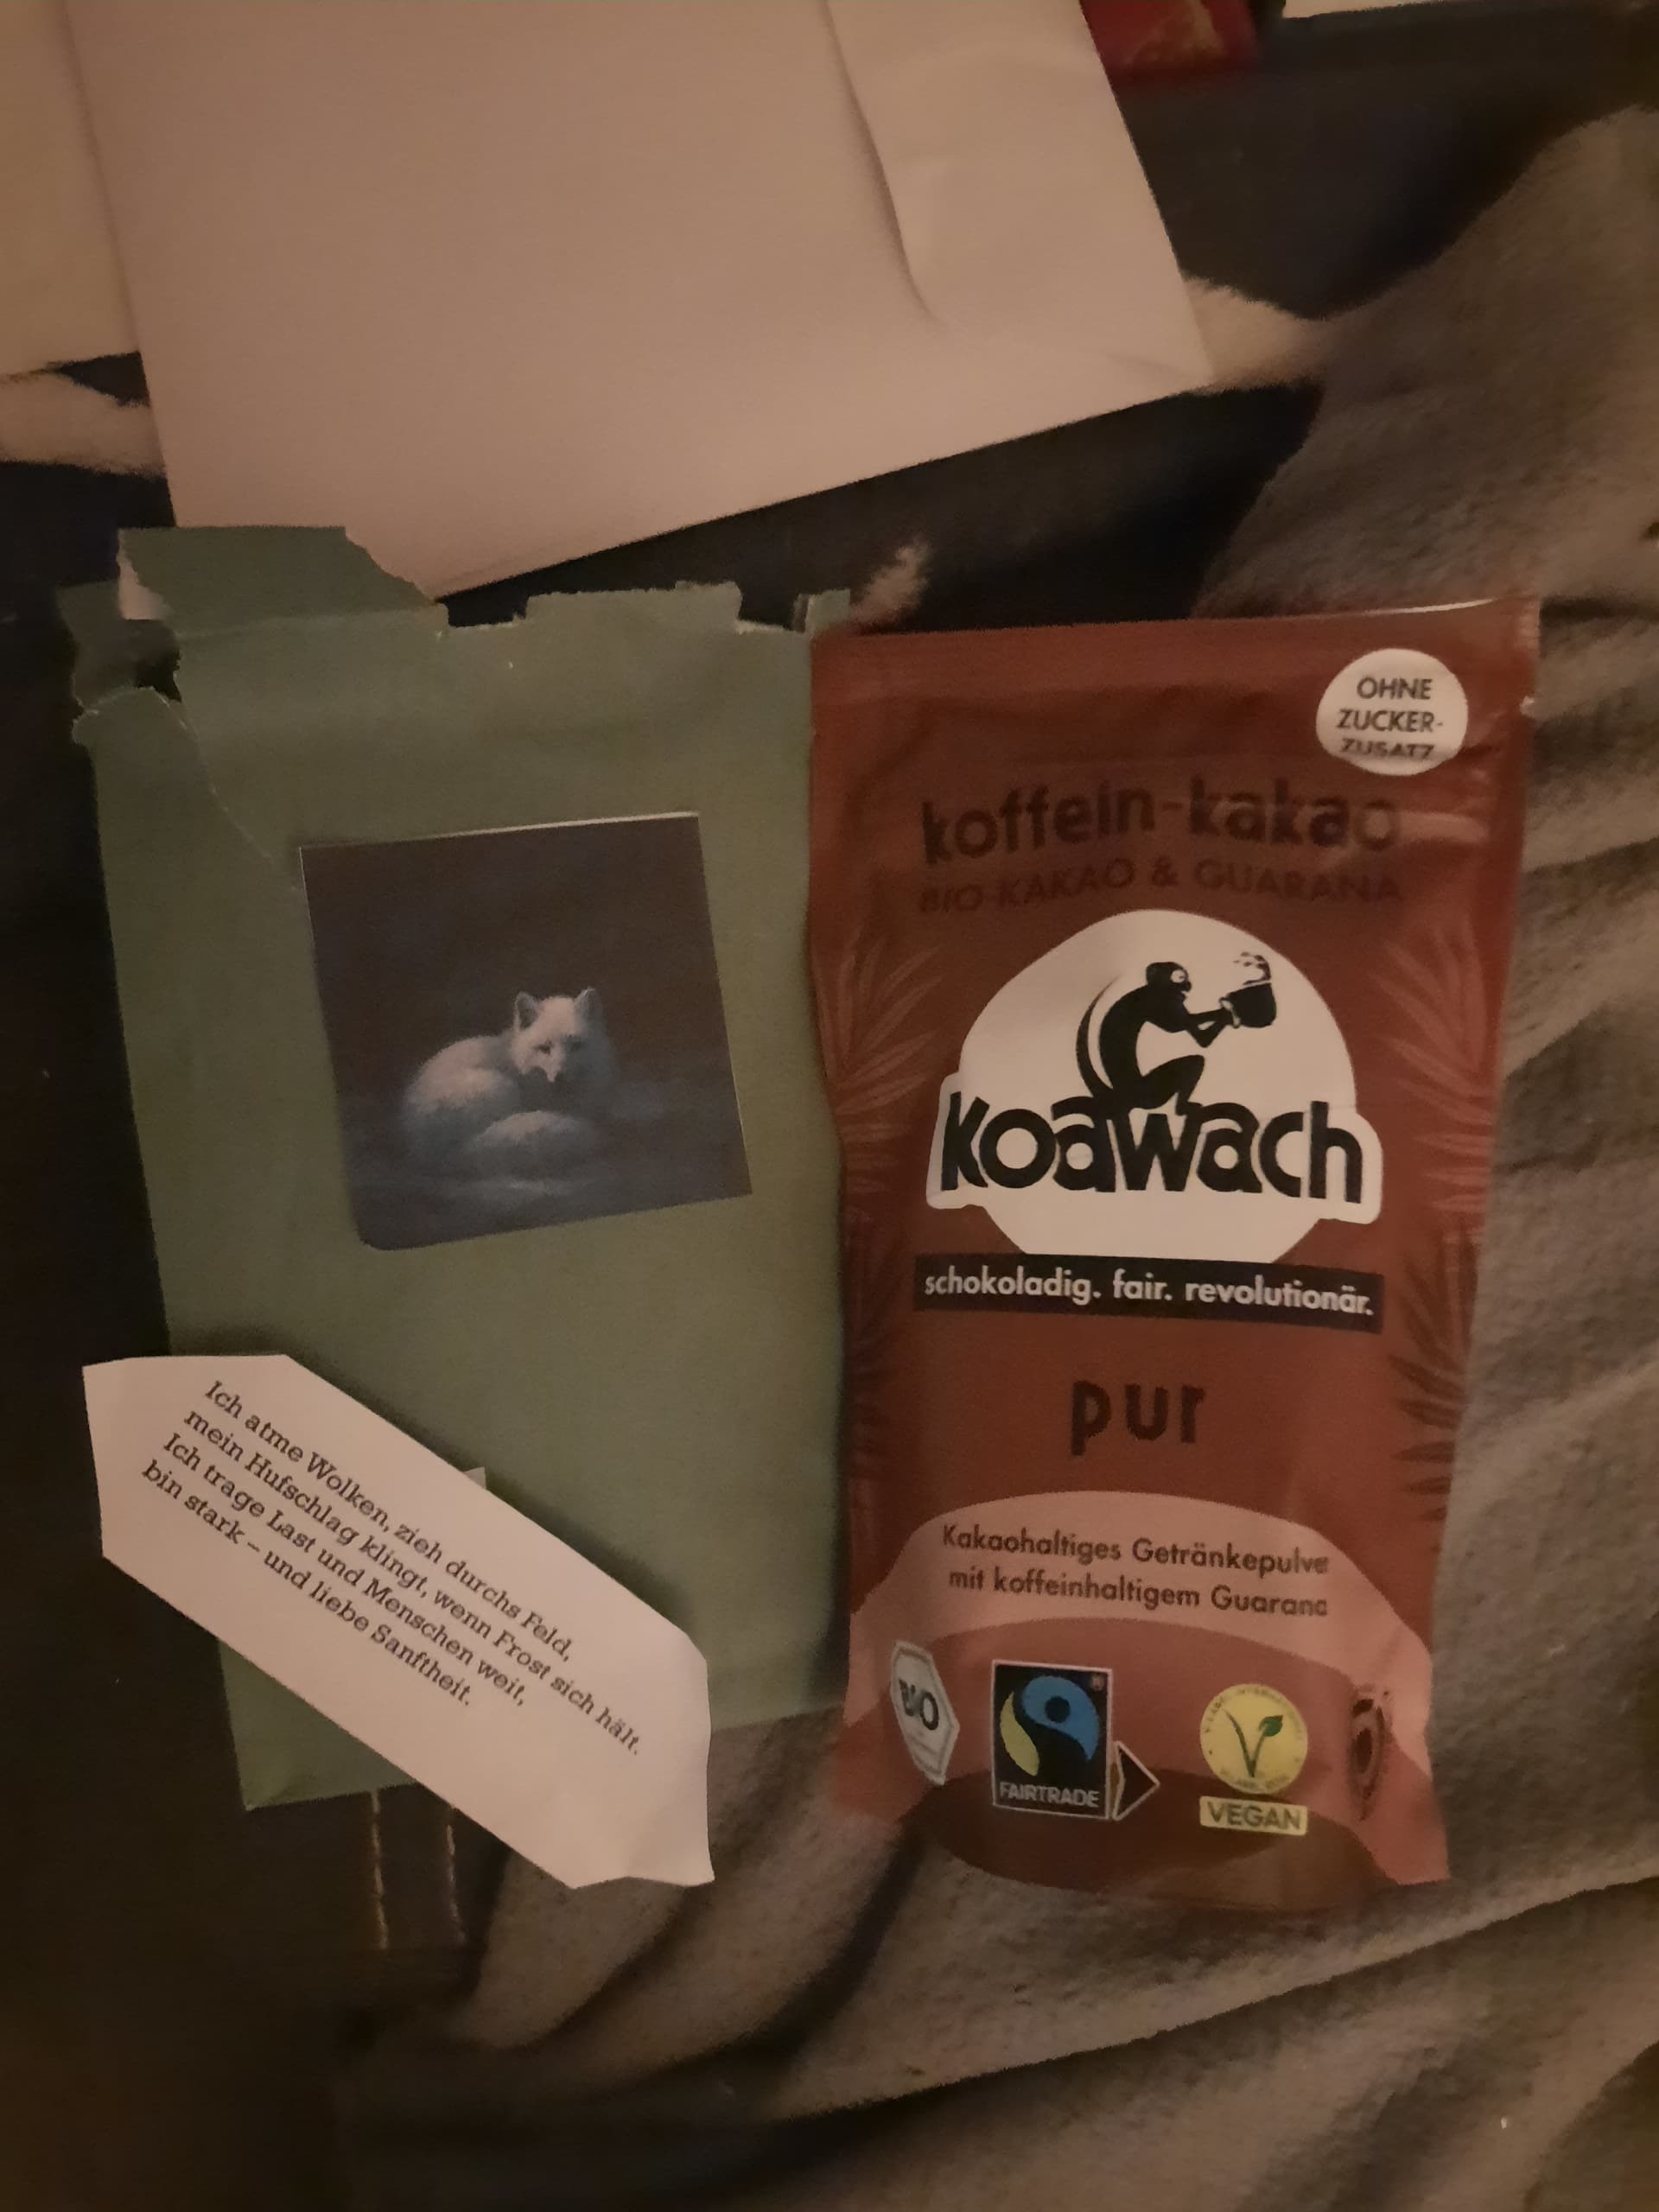 Ich atme Wolken, zieh durchs Feld,
mein Hufschlag klingt, wenn Frost sich hält.
Ich trage Last und Menschen weit,
bin stark – und liebe Sanftheit.
OHNE
ZUCKER-
ZUSATZ
koffein-kakao
BIO-KAKAO & GUARANA
koawach
schokoladig. fair. revolutionär.
pur
Kakaohaltiges Getränkepulve
mit koffeinhaltigem Guarana
BIO
FAIRTRADE
VEGAN